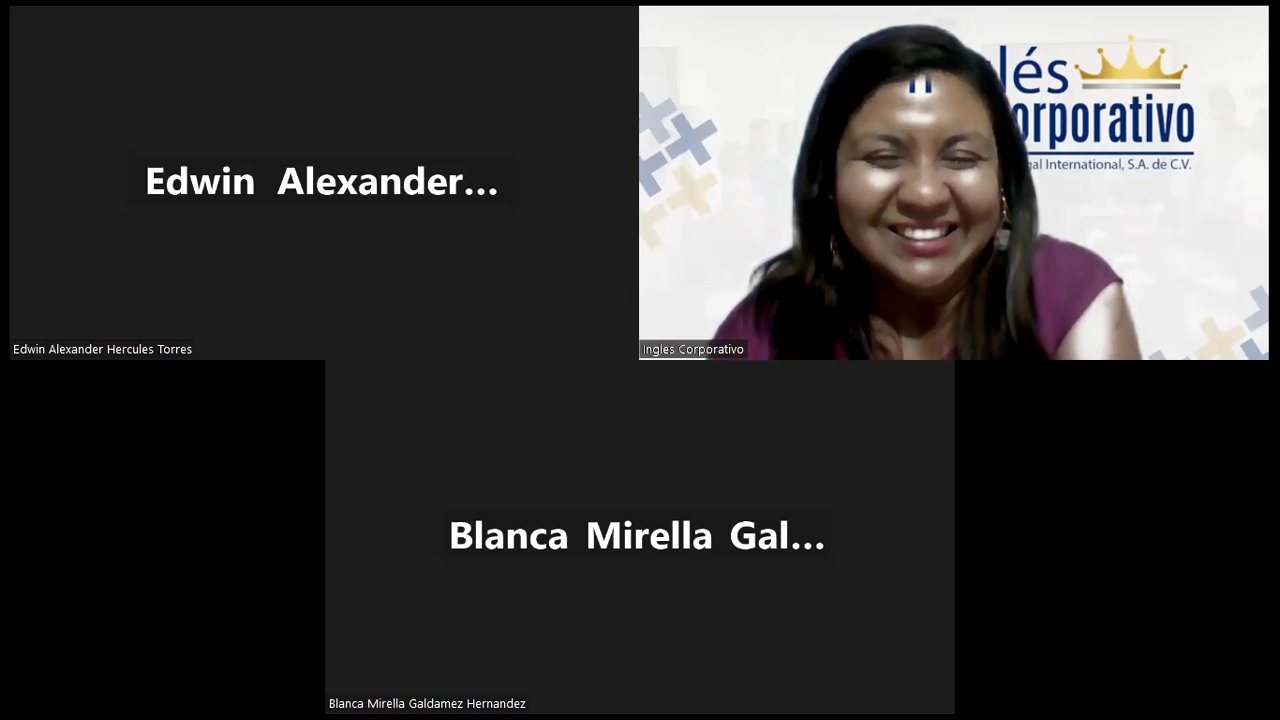 Edwin Alexander...
lés
orporativo
gal International, S.A. de C.V.
Edwin Alexander Hercules Torres
Ingles Corporativo
Blanca Mirella Gal...
Blanca Mirella Galdamez Hernandez